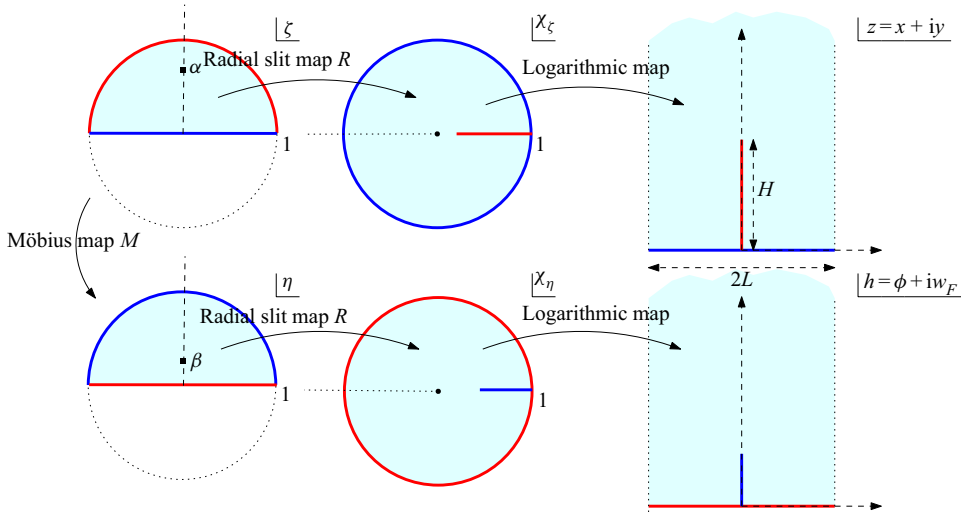 ζ
χ_ζ
z = x + iy
Radial slit map R
Logarithmic map
α
1
1
H
Möbius map M
2L
η
χ_η
h = ϕ + iw_F
Radial slit map R
Logarithmic map
β
1
1